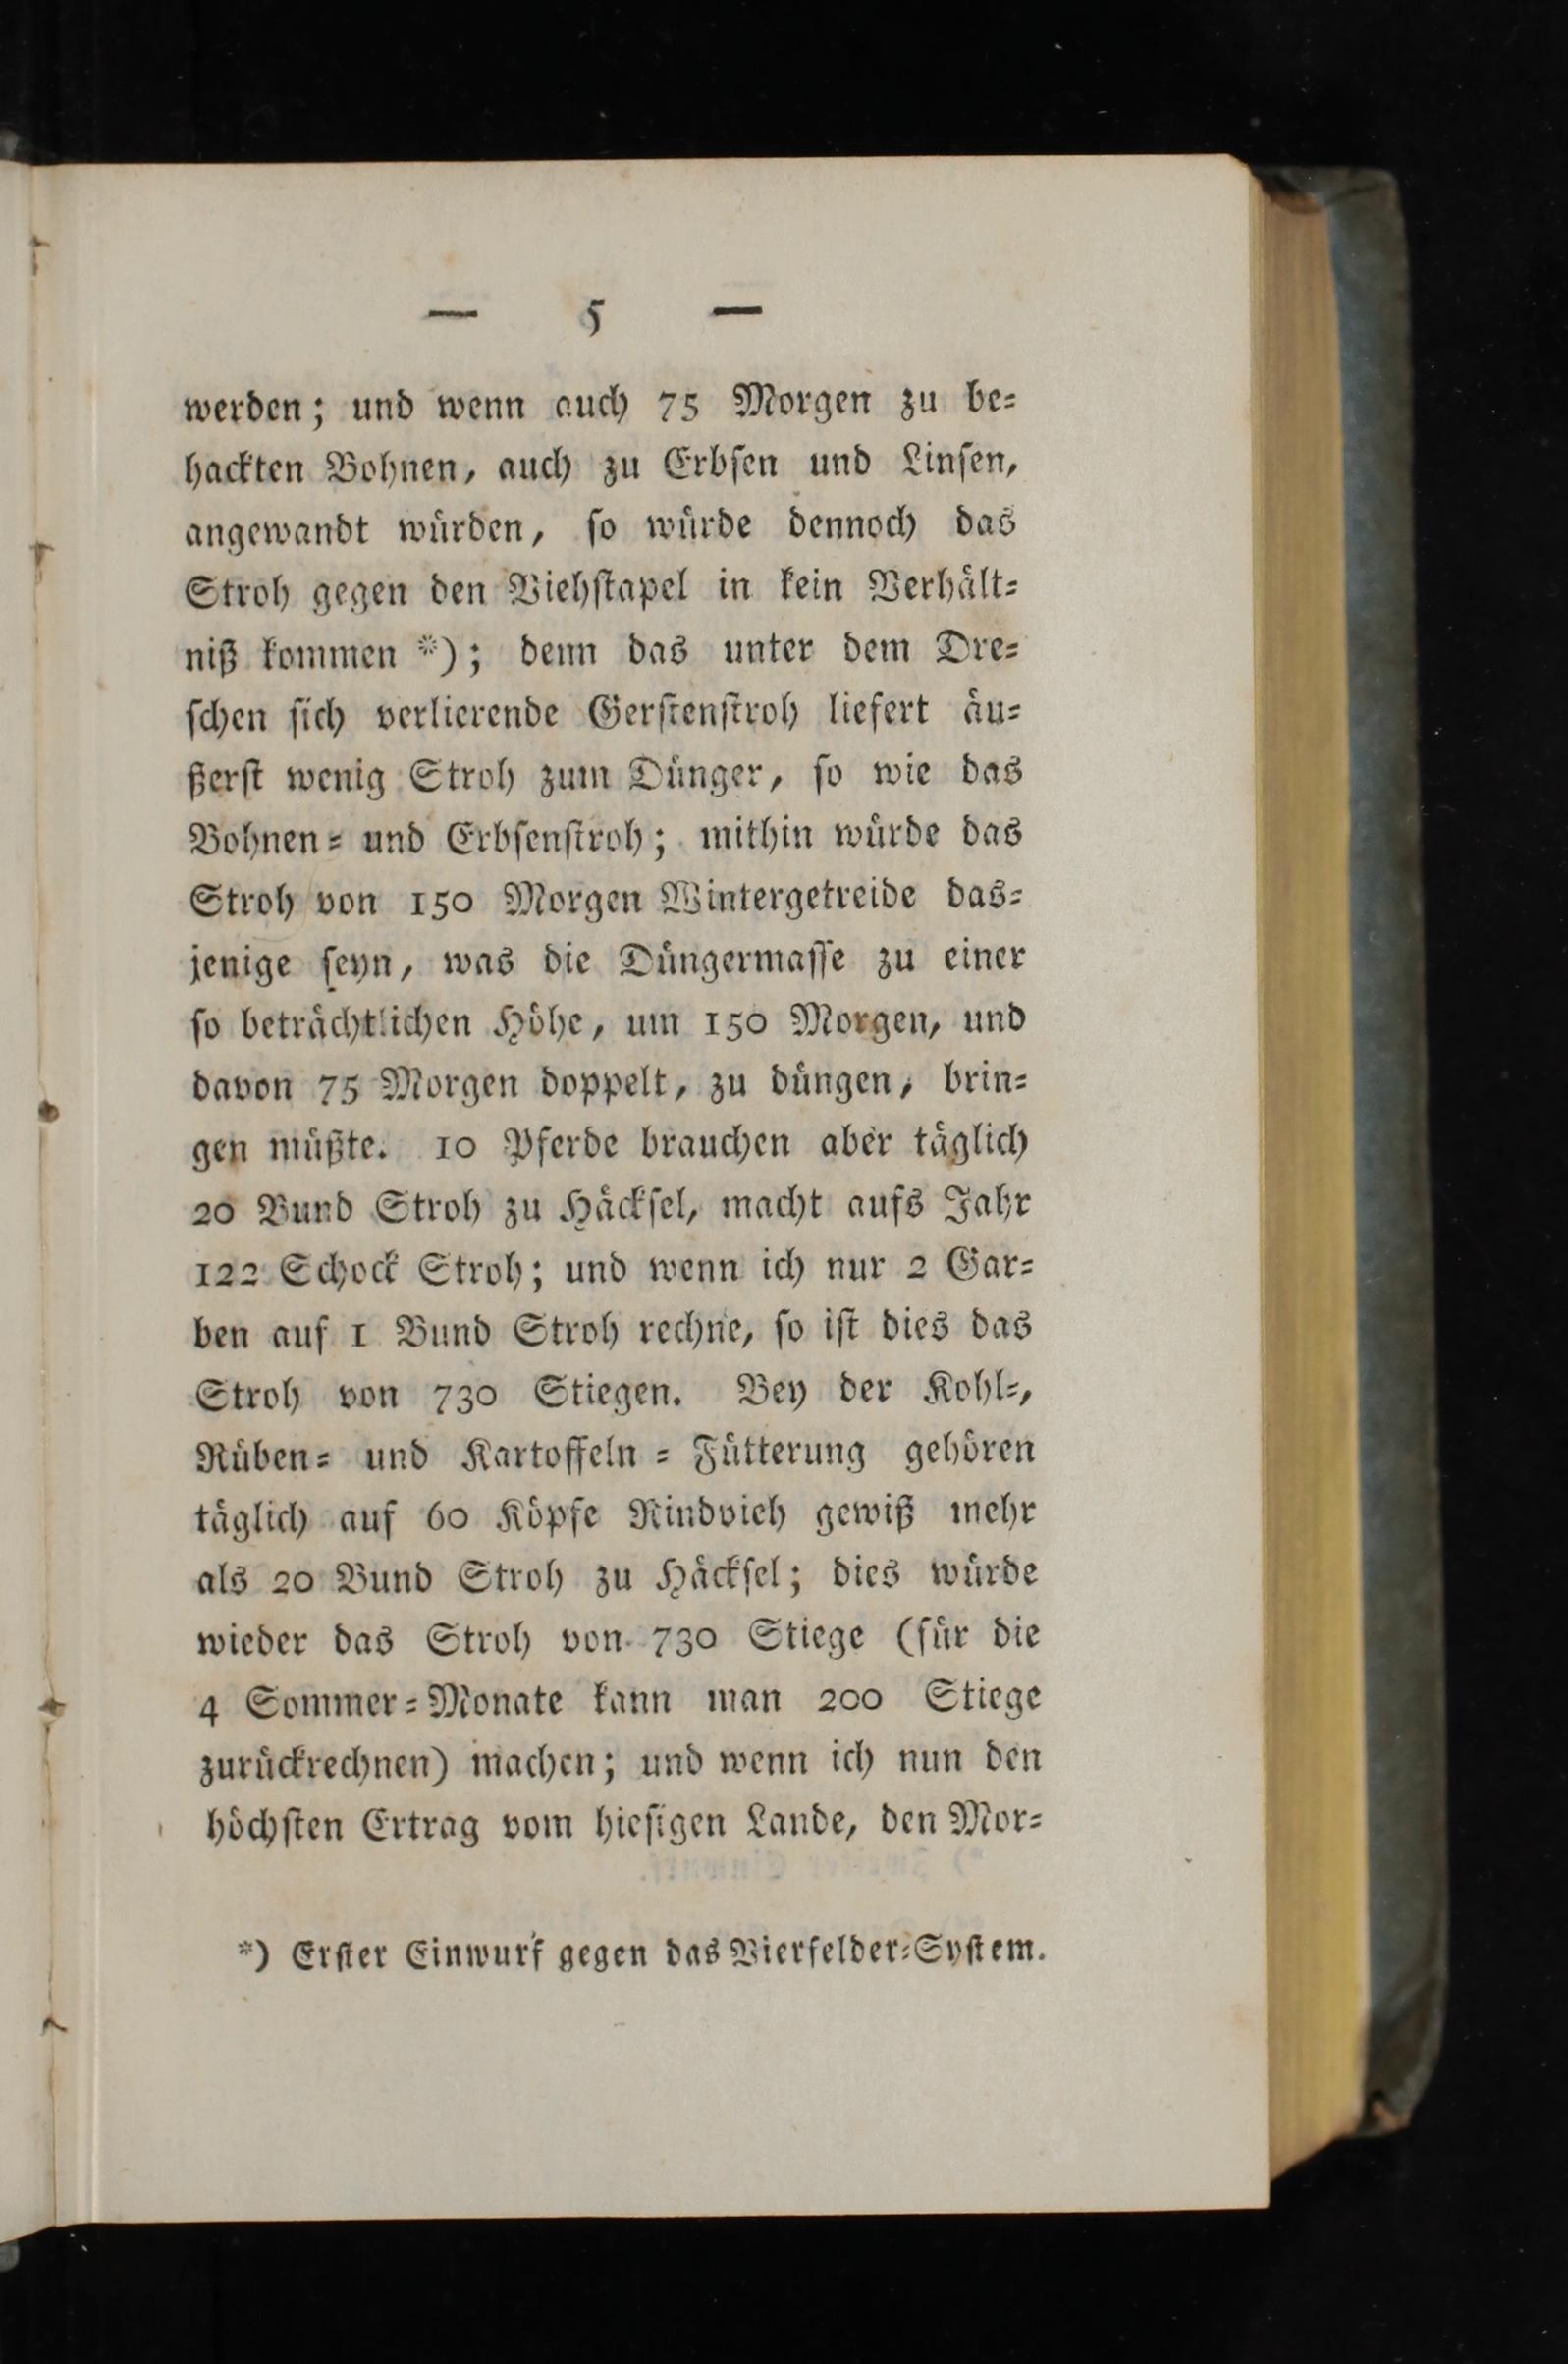 — 5 —
werden; und wenn auch 75 Morgen zu be=
hackten Bohnen, auch zu Erbsen und Linsen,
angewandt würden, so würde dennoch das
Stroh gegen den Viehstapel in kein Verhält=
niß kommen *); denn das unter dem Dre=
schen sich verlierende Gerstenstroh liefert äu=
ßerst wenig Stroh zum Dünger, so wie das
Bohnen= und Erbsenstroh; mithin würde das
Stroh von 150 Morgen Wintergetreide das=
jenige seyn, was die Düngermasse zu einer
so beträchtlichen Höhe, um 150 Morgen, und
davon 75 Morgen doppelt, zu düngen, brin=
gen müßte. 10 Pferde brauchen aber täglich
20 Bund Stroh zu Häcksel, macht aufs Jahr
122 Schock Stroh; und wenn ich nur 2 Gar=
ben auf 1 Bund Stroh rechne, so ist dies das
Stroh von 730 Stiegen. Bey der Kohl=,
Rüben= und Kartoffeln = Fütterung gehören
täglich auf 60 Köpfe Rindvieh gewiß mehr
als 20 Bund Stroh zu Häcksel; dies würde
wieder das Stroh von 730 Stiege (für die
4 Sommer=Monate kann man 200 Stiege
zurückrechnen) machen; und wenn ich nun den
höchsten Ertrag vom hiesigen Lande, den Mor=
*) Erster Einwurf gegen das Vierfelder=System.